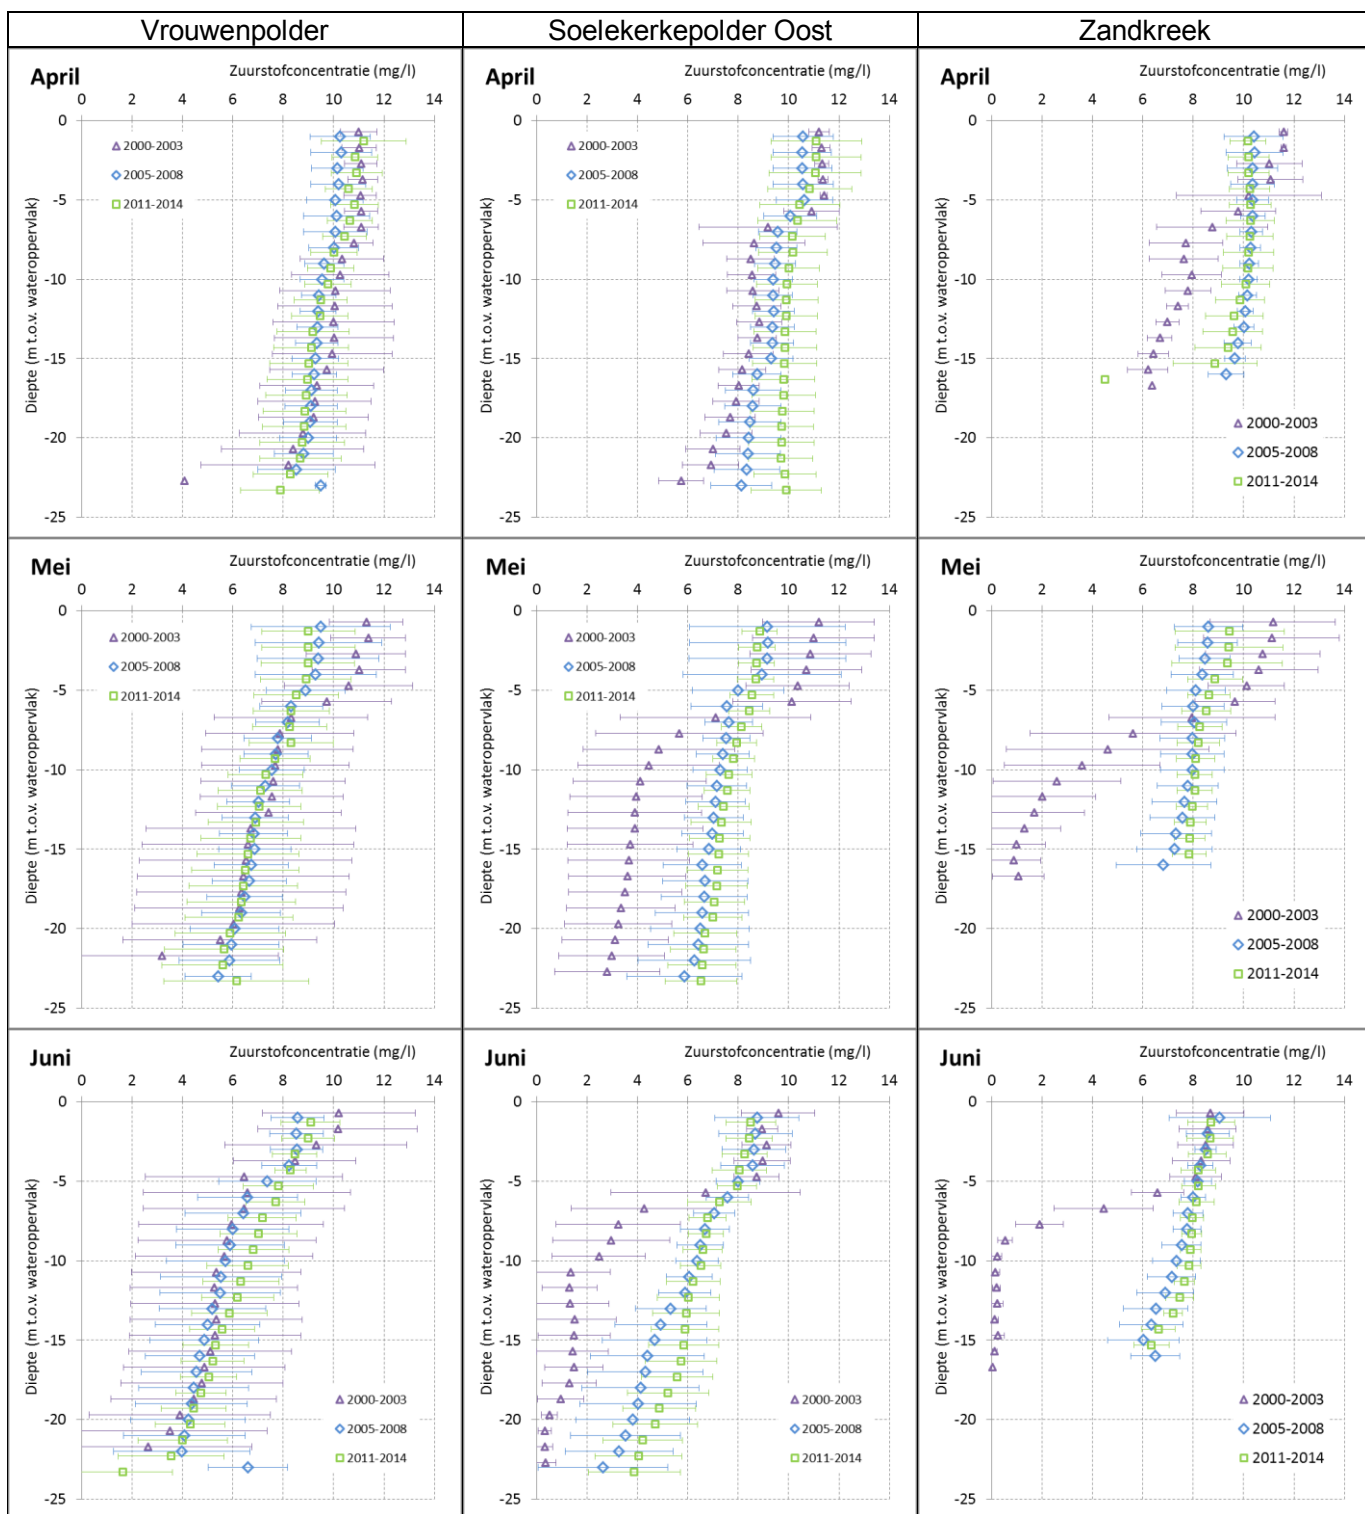 Vrouwenpolder Soelekerkepolder Oost Zandkreek
April Zuurstofconcentratie (mg/l) April Zuurstofconcentratie (mg/l) April Zuurstofconcentratie (mg/l)
0 2 4 6 8 10 12 14 0 2 4 6 8 10 12 14 0 2 4 6 8 10 12 14
Diepte (m t.o.v. wateroppervlak) Diepte (m t.o.v. wateroppervlak) Diepte (m t.o.v. wateroppervlak)
0 0 0
2000-2003 2000-2003
2005-2008 2005-2008
-5 2011-2014 -5 2011-2014 -5
-10 -10 -10
-15 -15 -15
2000-2003
-20 -20 -20 2005-2008
2011-2014
-25 -25 -25
Mei Zuurstofconcentratie (mg/l) Mei Zuurstofconcentratie (mg/l) Mei Zuurstofconcentratie (mg/l)
0 2 4 6 8 10 12 14 0 2 4 6 8 10 12 14 0 2 4 6 8 10 12 14
Diepte (m t.o.v. wateroppervlak) Diepte (m t.o.v. wateroppervlak) Diepte (m t.o.v. wateroppervlak)
0 0 0
2000-2003 2000-2003
2005-2008 2005-2008
-5 2011-2014 -5 2011-2014 -5
-10 -10 -10
-15 -15 -15
2000-2003
-20 -20 -20
2005-2008
2011-2014
-25 -25 -25
Juni Zuurstofconcentratie (mg/l) Juni Zuurstofconcentratie (mg/l) Juni Zuurstofconcentratie (mg/l)
0 2 4 6 8 10 12 14 0 2 4 6 8 10 12 14 0 2 4 6 8 10 12 14
Diepte (m t.o.v. wateroppervlak) Diepte (m t.o.v. wateroppervlak) Diepte (m t.o.v. wateroppervlak)
0 0 0
-5 -5 -5
-10 -10 -10
-15 -15 -15
2000-2003 2000-2003 2000-2003
-20 2005-2008 -20 2005-2008 -20 2005-2008
2011-2014 2011-2014 2011-2014
-25 -25 -25